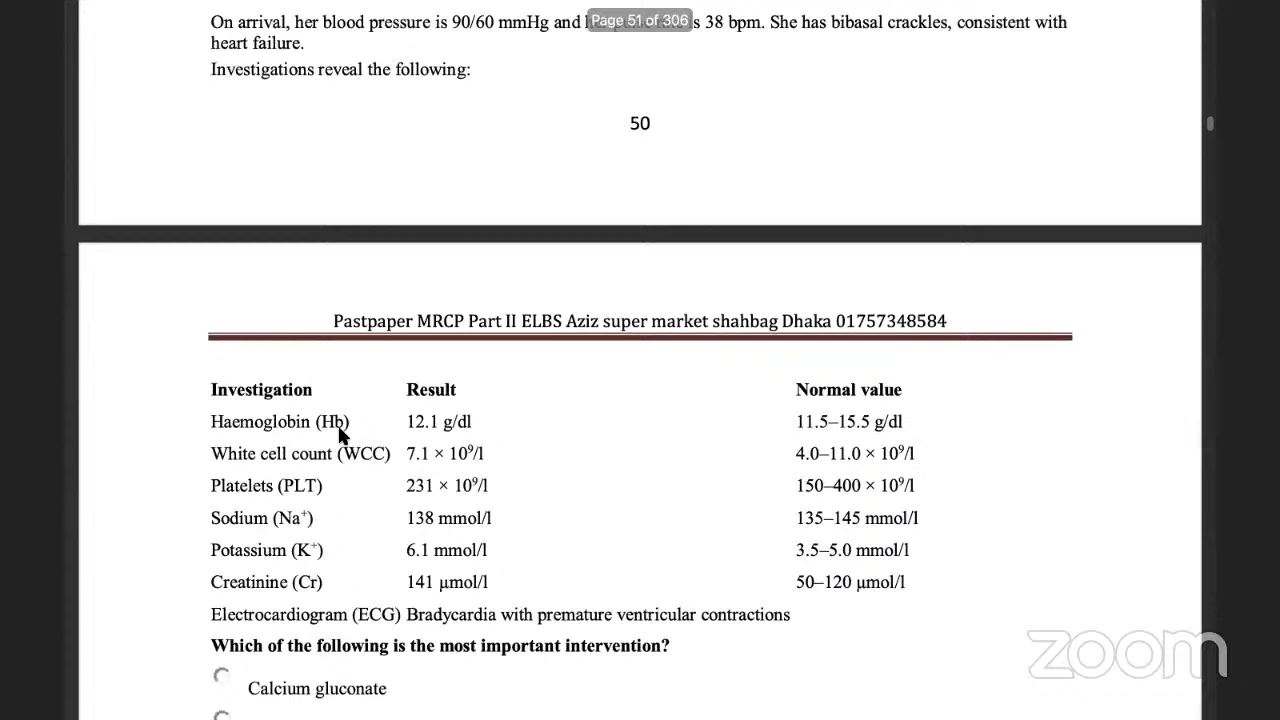 On arrival, her blood pressure is 90/60 mmHg and s 38 bpm. She has bibasal crackles, consistent with
Page 51 of 306
heart failure.
Investigations reveal the following:
50
Pastpaper MRCP Part II ELBS Aziz super market shahbag Dhaka 01757348584
Investigation Result Normal value
Haemoglobin (Hb) 12.1 g/dl 11.5–15.5 g/dl
White cell count (WCC) 7.1 × 10⁹/l 4.0–11.0 × 10⁹/l
Platelets (PLT) 231 × 10⁹/l 150–400 × 10⁹/l
Sodium (Na⁺) 138 mmol/l 135–145 mmol/l
Potassium (K⁺) 6.1 mmol/l 3.5–5.0 mmol/l
Creatinine (Cr) 141 µmol/l 50–120 µmol/l
Electrocardiogram (ECG) Bradycardia with premature ventricular contractions
Which of the following is the most important intervention?
Calcium gluconate
zoom